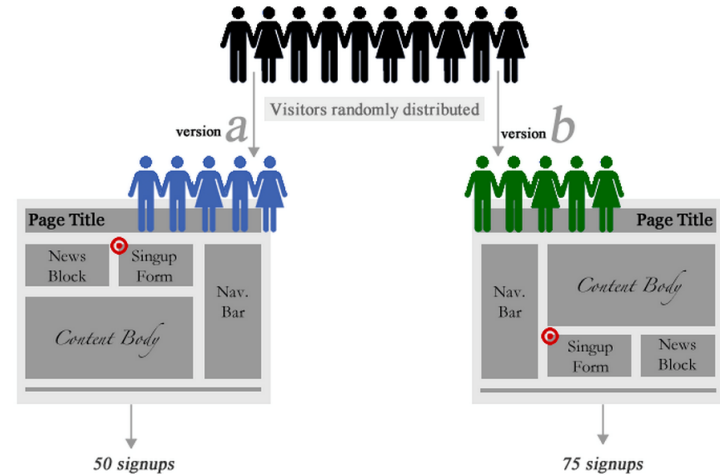 Visitors randomly distributed
version a
version b
Page Title
News
Block
Singup
Form
Nav.
Bar
Content Body
50 signups
Page Title
Nav.
Bar
Content Body
Singup
Form
News
Block
75 signups